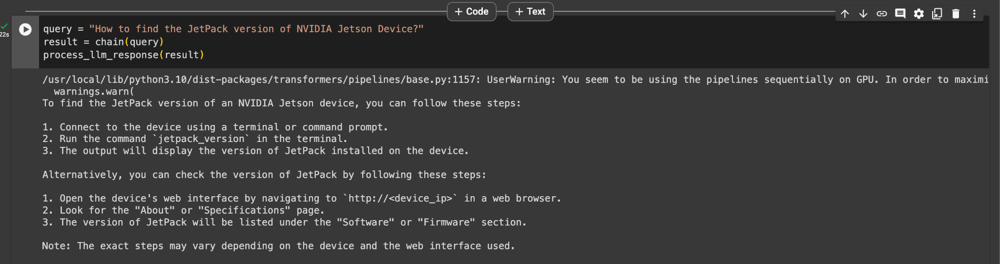 + Code + Text
22s
query = "How to find the JetPack version of NVIDIA Jetson Device?"
result = chain(query)
process_llm_response(result)
/usr/local/lib/python3.10/dist-packages/transformers/pipelines/base.py:1157: UserWarning: You seem to be using the pipelines sequentially on GPU. In order to maximi
  warnings.warn(
To find the JetPack version of an NVIDIA Jetson device, you can follow these steps:
1. Connect to the device using a terminal or command prompt.
2. Run the command `jetpack_version` in the terminal.
3. The output will display the version of JetPack installed on the device.
Alternatively, you can check the version of JetPack by following these steps:
1. Open the device's web interface by navigating to `http://<device_ip>` in a web browser.
2. Look for the "About" or "Specifications" page.
3. The version of JetPack will be listed under the "Software" or "Firmware" section.
Note: The exact steps may vary depending on the device and the web interface used.